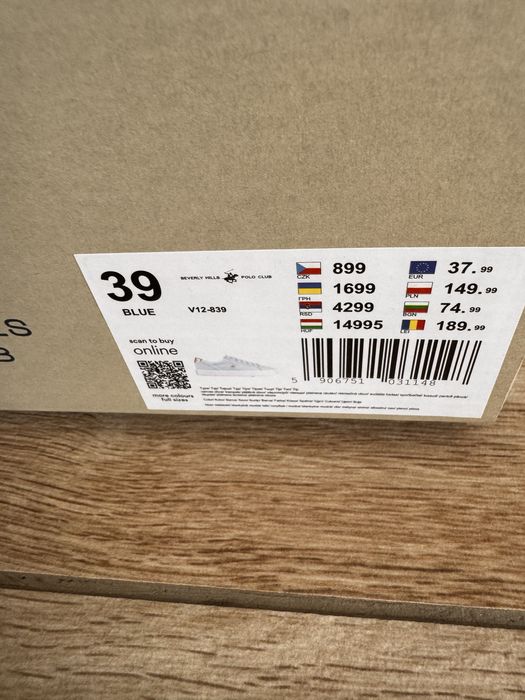 39
BLUE
BEVERLY HILLS POLO CLUB
V12-839
scan to buy
online
more colours
full sizes
CZK 899
ГРН 1699
RSD 4299
HUF 14995
EUR 37.99
PLN 149.99
BGN 74.99
LEI 189.99
5 906751 031148
LS
B